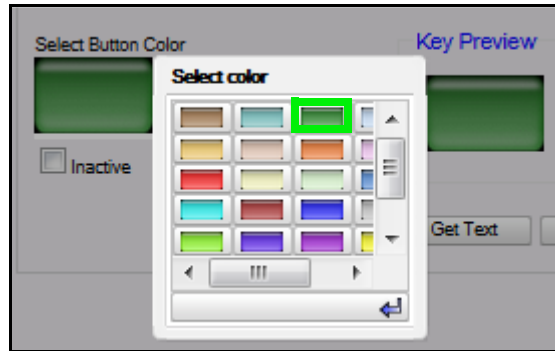 Select Button Color
Key Preview
Select color
Inactive
Get Text